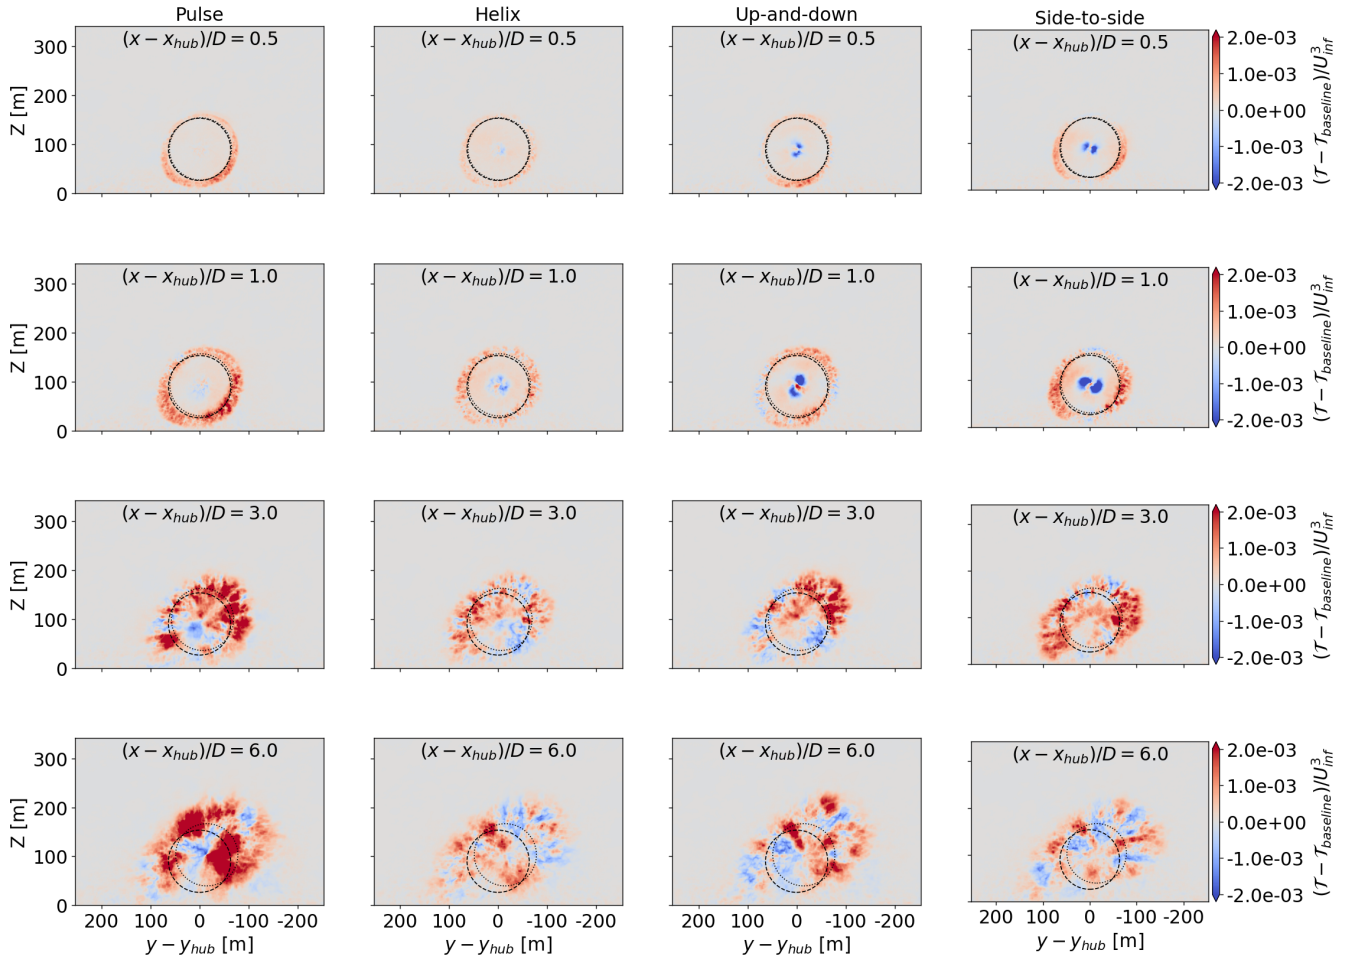 Pulse Helix Up-and-down Side-to-side
(x − x_hub)/D = 0.5 (x − x_hub)/D = 0.5 (x − x_hub)/D = 0.5 (x − x_hub)/D = 0.5
300
200
100
0
Z [m]
2.0e-03
1.0e-03
0.0e+00
-1.0e-03
-2.0e-03
(𝒯 − 𝒯_baseline)/U³_inf
(x − x_hub)/D = 1.0 (x − x_hub)/D = 1.0 (x − x_hub)/D = 1.0 (x − x_hub)/D = 1.0
300
200
100
0
Z [m]
2.0e-03
1.0e-03
0.0e+00
-1.0e-03
-2.0e-03
(𝒯 − 𝒯_baseline)/U³_inf
(x − x_hub)/D = 3.0 (x − x_hub)/D = 3.0 (x − x_hub)/D = 3.0 (x − x_hub)/D = 3.0
300
200
100
0
Z [m]
2.0e-03
1.0e-03
0.0e+00
-1.0e-03
-2.0e-03
(𝒯 − 𝒯_baseline)/U³_inf
(x − x_hub)/D = 6.0 (x − x_hub)/D = 6.0 (x − x_hub)/D = 6.0 (x − x_hub)/D = 6.0
300
200
100
0
Z [m]
2.0e-03
1.0e-03
0.0e+00
-1.0e-03
-2.0e-03
(𝒯 − 𝒯_baseline)/U³_inf
200 100 0 -100 -200 200 100 0 -100 -200 200 100 0 -100 -200 200 100 0 -100 -200
y − y_hub [m] y − y_hub [m] y − y_hub [m] y − y_hub [m]